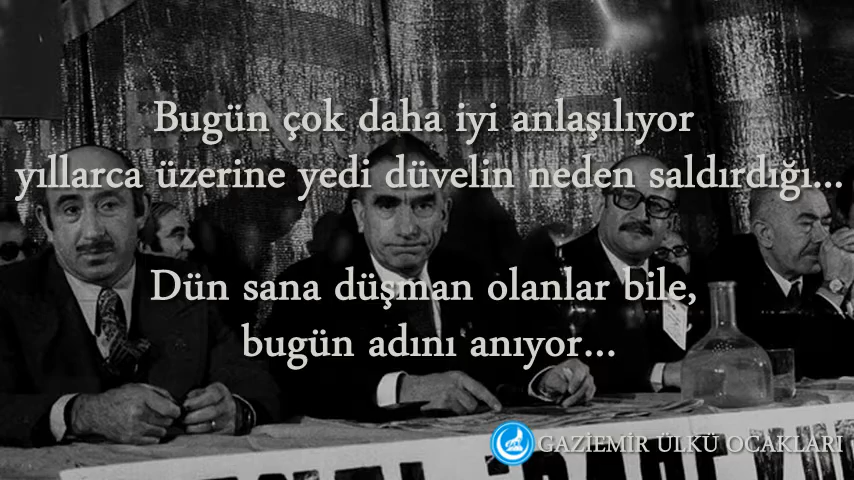 Bugün çok daha iyi anlaşılıyor
yıllarca üzerine yedi düvelin neden saldırdığı...
Dün sana düşman olanlar bile,
bugün adını anıyor...
GAZİEMİR ÜLKÜ OCAKLARI